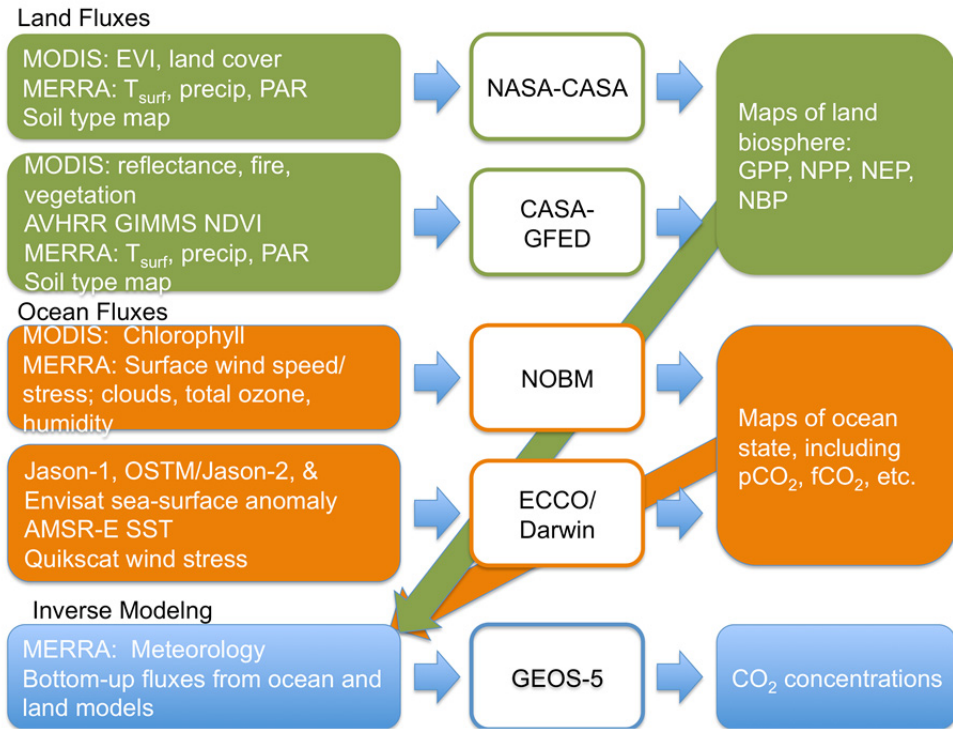 Land Fluxes
MODIS: EVI, land cover
MERRA: Tsurf, precip, PAR
Soil type map
NASA-CASA
MODIS: reflectance, fire,
vegetation
AVHRR GIMMS NDVI
MERRA: Tsurf, precip, PAR
Soil type map
CASA-
GFED
Maps of land
biosphere:
GPP, NPP, NEP,
NBP
Ocean Fluxes
MODIS: Chlorophyll
MERRA: Surface wind speed/
stress; clouds, total ozone,
humidity
NOBM
Jason-1, OSTM/Jason-2, &
Envisat sea-surface anomaly
AMSR-E SST
Quikscat wind stress
ECCO/
Darwin
Maps of ocean
state, including
pCO₂, fCO₂, etc.
Inverse Modelng
MERRA: Meteorology
Bottom-up fluxes from ocean and
land models
GEOS-5
CO₂ concentrations